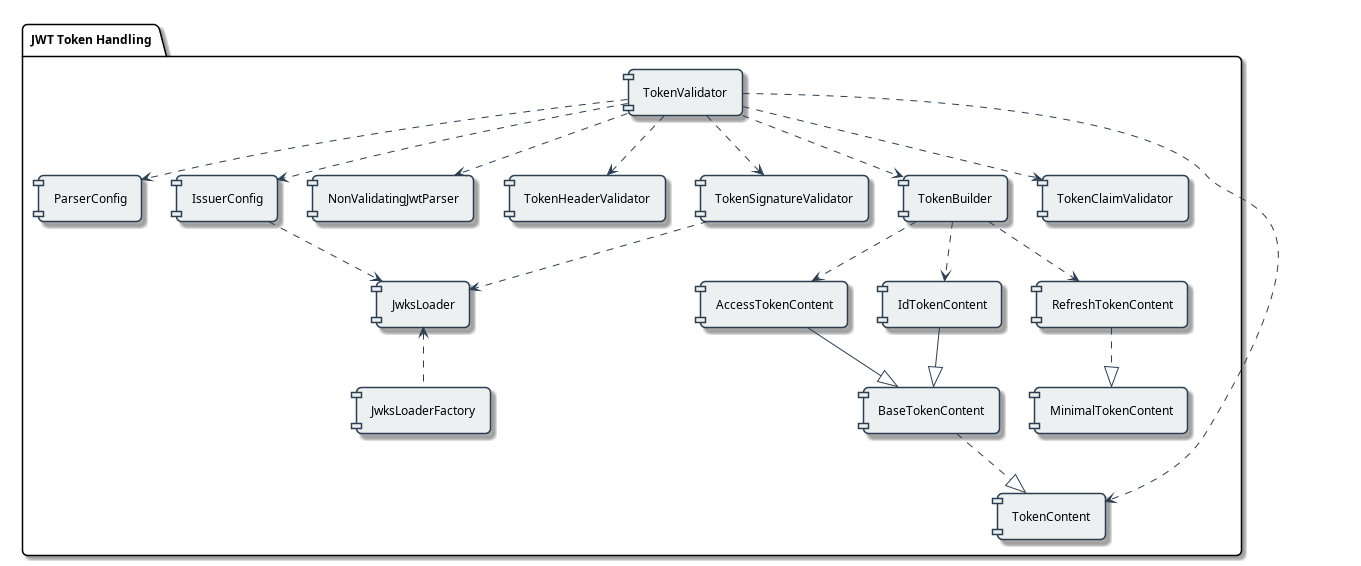 JWT Token Handling
TokenValidator
ParserConfig
IssuerConfig
NonValidatingJwtParser
TokenHeaderValidator
TokenSignatureValidator
TokenBuilder
TokenClaimValidator
JwksLoader
AccessTokenContent
IdTokenContent
RefreshTokenContent
JwksLoaderFactory
BaseTokenContent
MinimalTokenContent
TokenContent